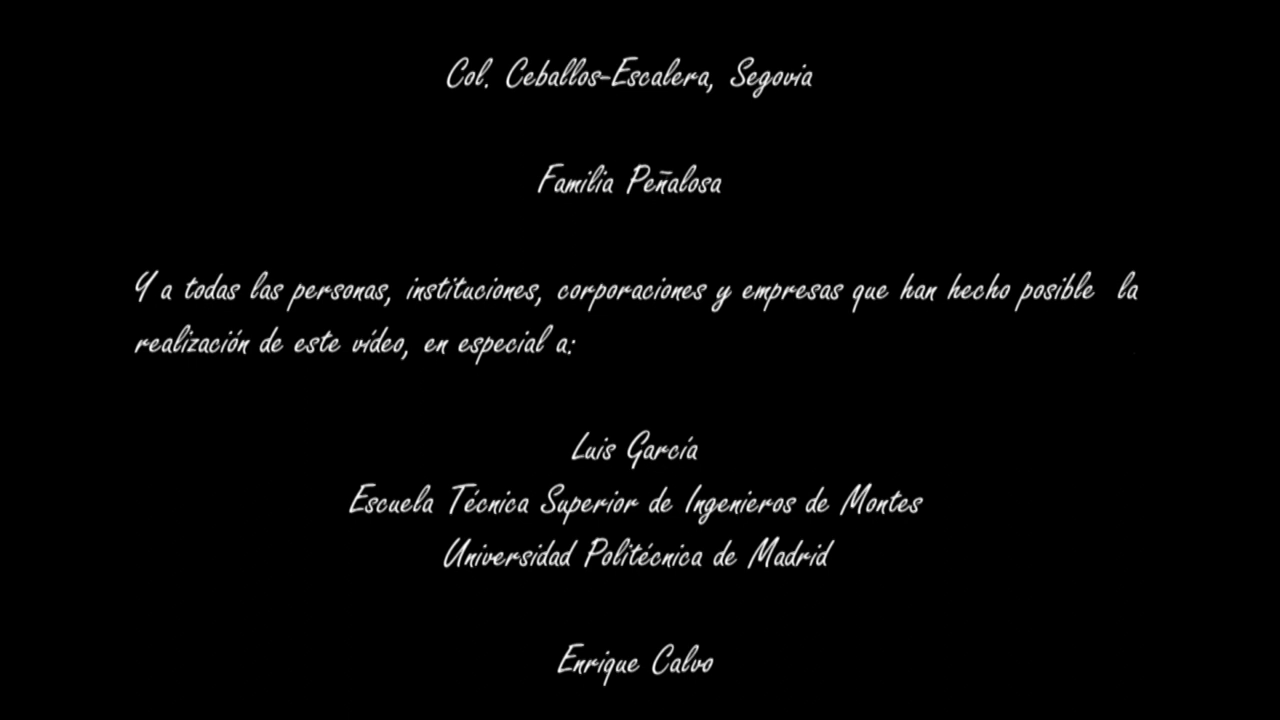 Col. Ceballos-Escalera, Segovia
Familia Peñalosa
Y a todas las personas, instituciones, corporaciones y empresas que han hecho posible la
realización de este vídeo, en especial a:
Luis García
Escuela Técnica Superior de Ingenieros de Montes
Universidad Politécnica de Madrid
Enrique Calvo